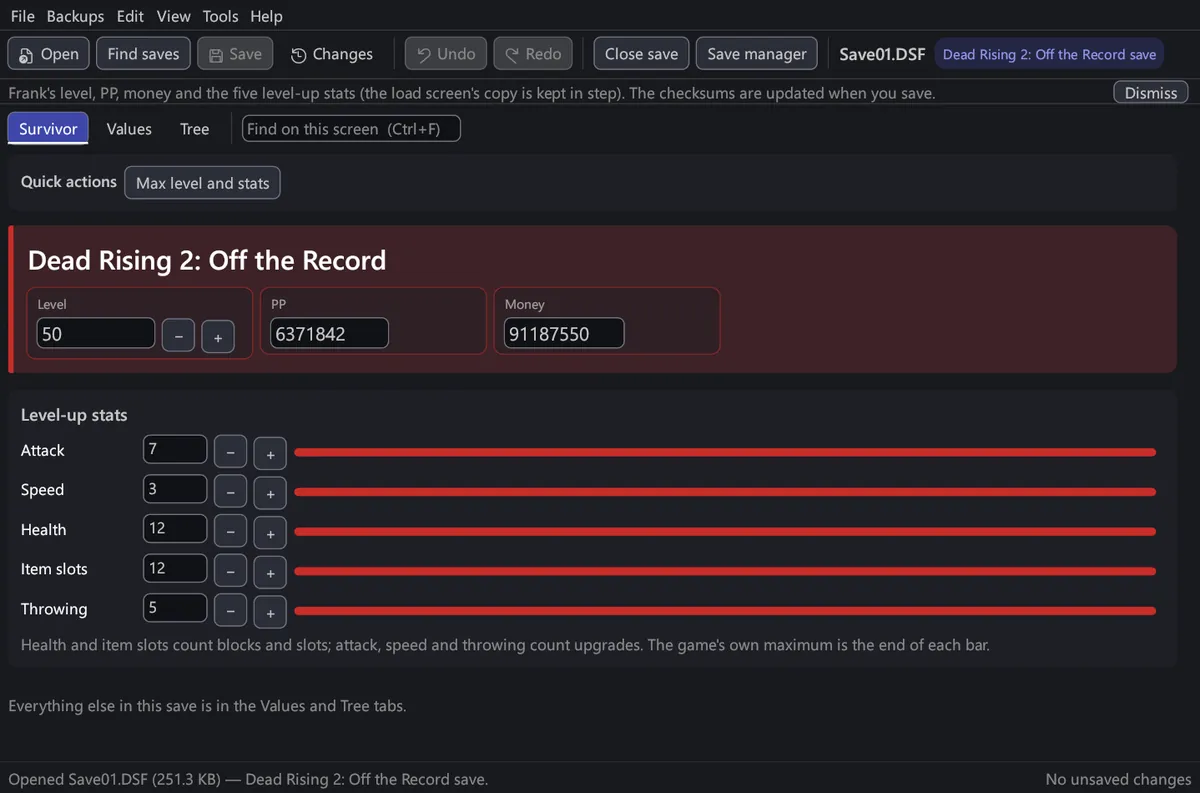 File Backups Edit View Tools Help
Open Find saves Save Changes Undo Redo Close save Save manager Save01.DSF Dead Rising 2: Off the Record save
Frank's level, PP, money and the five level-up stats (the load screen's copy is kept in step). The checksums are updated when you save. Dismiss
Survivor Values Tree Find on this screen (Ctrl+F)
Quick actions Max level and stats
Dead Rising 2: Off the Record
Level PP Money
50 − + 6371842 91187550
Level-up stats
Attack 7 − +
Speed 3 − +
Health 12 − +
Item slots 12 − +
Throwing 5 − +
Health and item slots count blocks and slots; attack, speed and throwing count upgrades. The game's own maximum is the end of each bar.
Everything else in this save is in the Values and Tree tabs.
Opened Save01.DSF (251.3 KB) — Dead Rising 2: Off the Record save. No unsaved changes